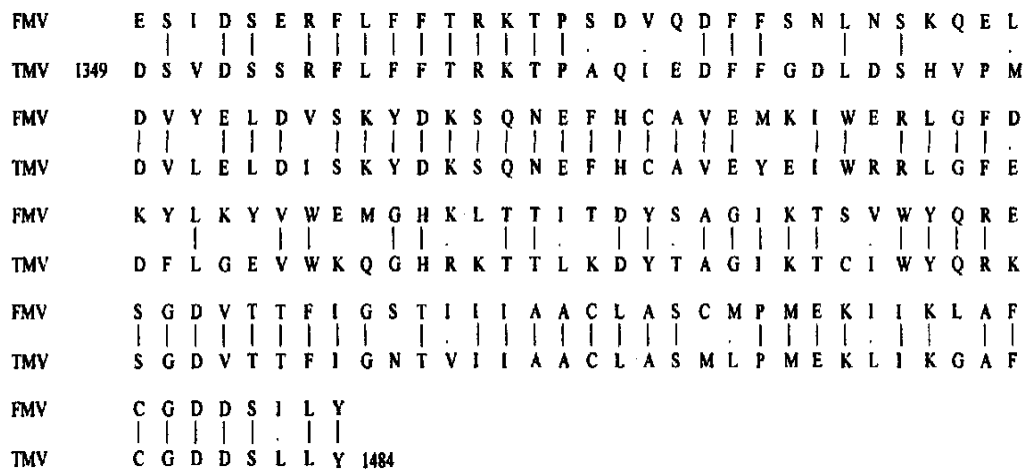 FMV E S I D S E R F L F F T R K T P S D V Q D F F S N L N S K Q E L
TMV 1349 D S V D S S R F L F F T R K T P A Q I E D F F G D L D S H V P M
FMV D V Y E L D V S K Y D K S Q N E F H C A V E M K I W E R L G F D
TMV D V L E L D I S K Y D K S Q N E F H C A V E Y E I W R R L G F E
FMV K Y L K Y V W E M G H K L T T I T D Y S A G I K T S V W Y Q R E
TMV D F L G E V W K Q G H R K T T L K D Y T A G I K T C I W Y Q R K
FMV S G D V T T F I G S T I I I A A C L A S C M P M E K I I K L A F
TMV S G D V T T F I G N T V I I A A C L A S M L P M E K L I K G A F
FMV C G D D S I L Y
TMV C G D D S L L Y 1484